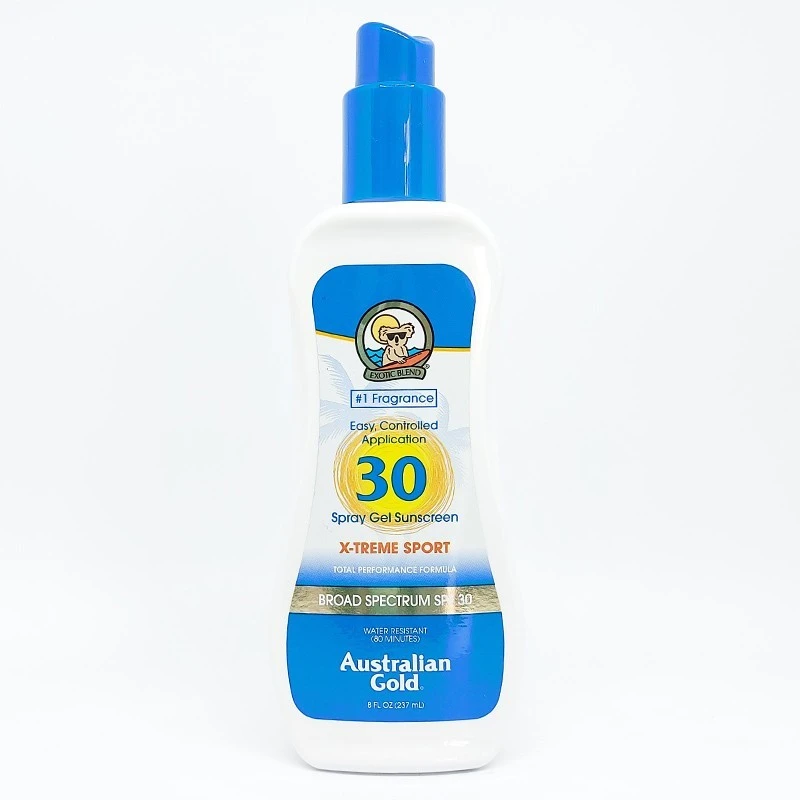 EXOTIC BLEND®
#1 Fragrance
Easy, Controlled
Application
30
Spray Gel Sunscreen
X-TREME SPORT
TOTAL PERFORMANCE FORMULA
BROAD SPECTRUM SPF 30
WATER RESISTANT
(80 MINUTES)
Australian
Gold®
8 FL OZ (237 mL)